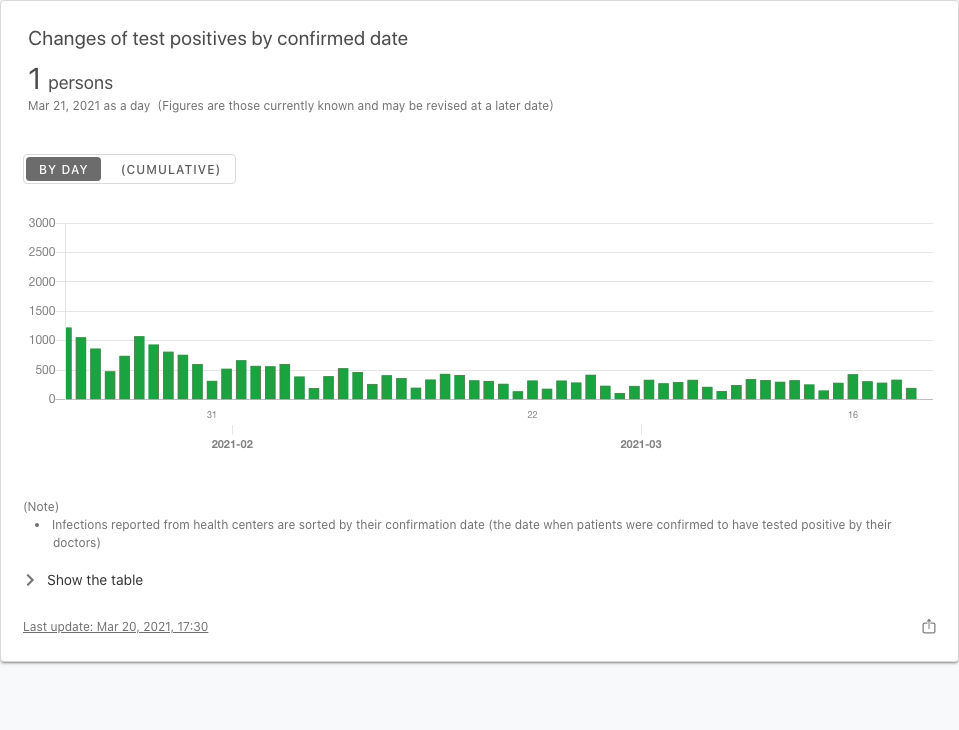 Changes of test positives by confirmed date
1 persons
Mar 21, 2021 as a day (Figures are those currently known and may be revised at a later date)
BY DAY (CUMULATIVE)
3000
2500
2000
1500
1000
500
0
31 22 16
2021-02 2021-03
(Note)
• Infections reported from health centers are sorted by their confirmation date (the date when patients were confirmed to have tested positive by their
doctors)
Show the table
Last update: Mar 20, 2021, 17:30